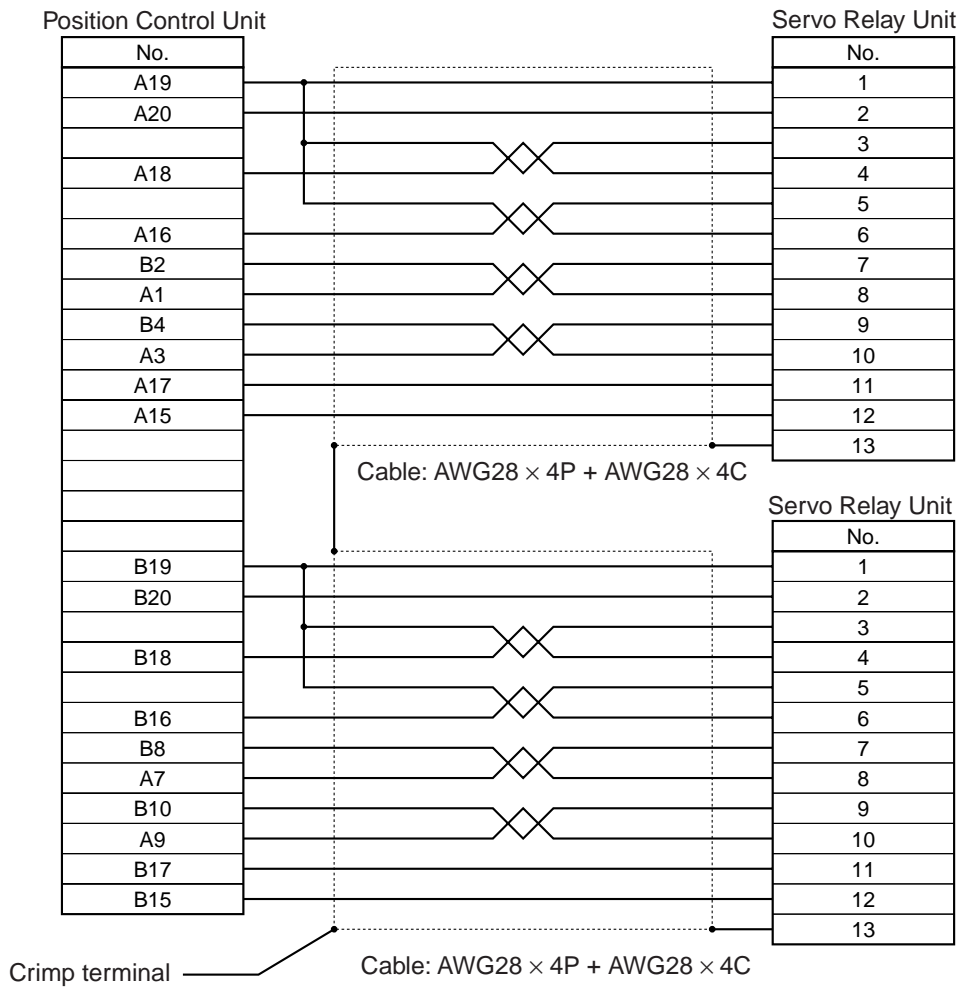 Position Control Unit
Servo Relay Unit
No.
No.
A19
1
A20
2
3
A18
4
5
A16
6
B2
7
A1
8
B4
9
A3
10
A17
11
A15
12
13
Cable: AWG28 × 4P + AWG28 × 4C
Servo Relay Unit
No.
B19
1
B20
2
3
B18
4
5
B16
6
B8
7
A7
8
B10
9
A9
10
B17
11
B15
12
13
Crimp terminal
Cable: AWG28 × 4P + AWG28 × 4C